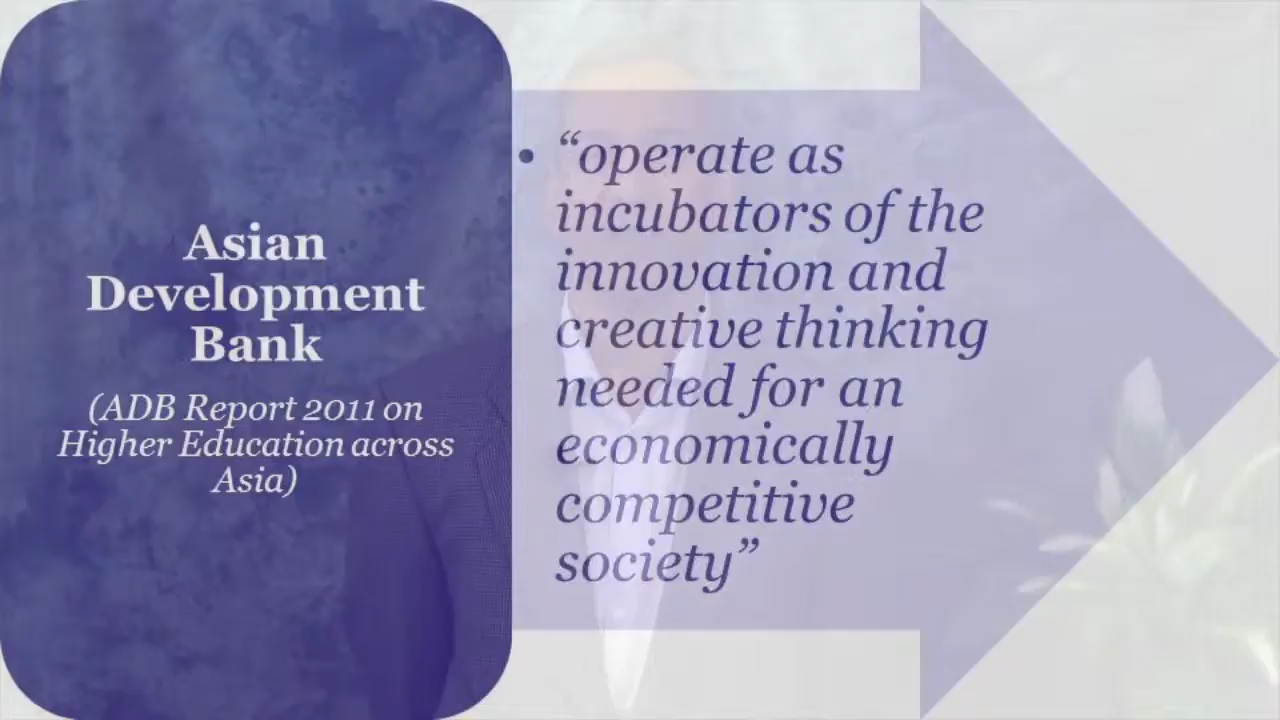 Asian
Development
Bank
(ADB Report 2011 on
Higher Education across
Asia)
• “operate as
incubators of the
innovation and
creative thinking
needed for an
economically
competitive
society”